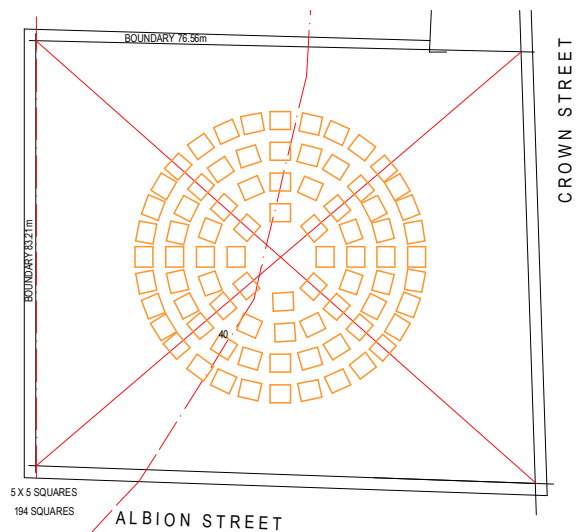 BOUNDARY 76.56m
CROWN STREET
BOUNDARY 83.21m
40
5 X 5 SQUARES
194 SQUARES
ALBION STREET